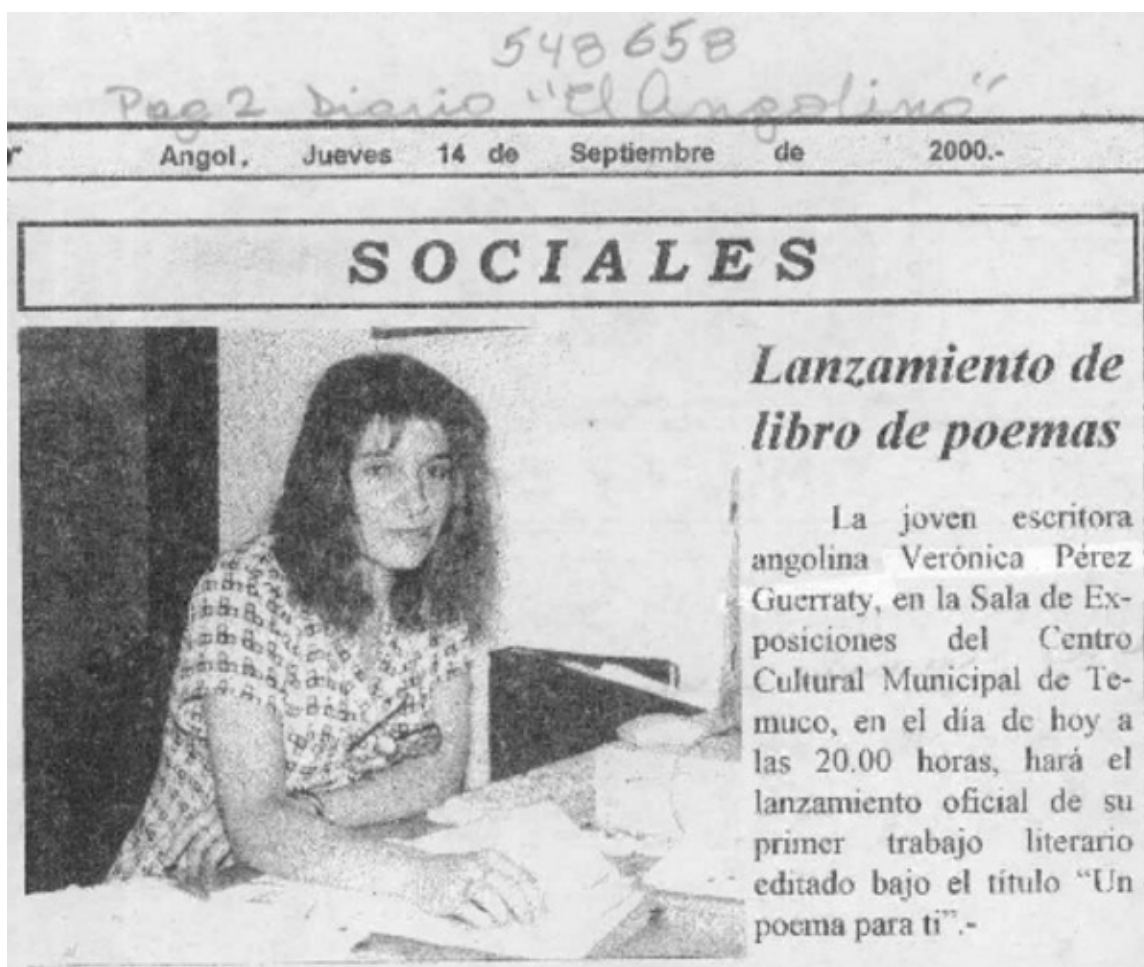 548658
Pag 2 Diario "El Angolino"
Angol, Jueves 14 de Septiembre de 2000.-
SOCIALES
Lanzamiento de
libro de poemas
La joven escritora
angolina Verónica Pérez
Guerraty, en la Sala de Ex-
posiciones del Centro
Cultural Municipal de Te-
muco, en el día de hoy a
las 20.00 horas, hará el
lanzamiento oficial de su
primer trabajo literario
editado bajo el título “Un
poema para ti”.-